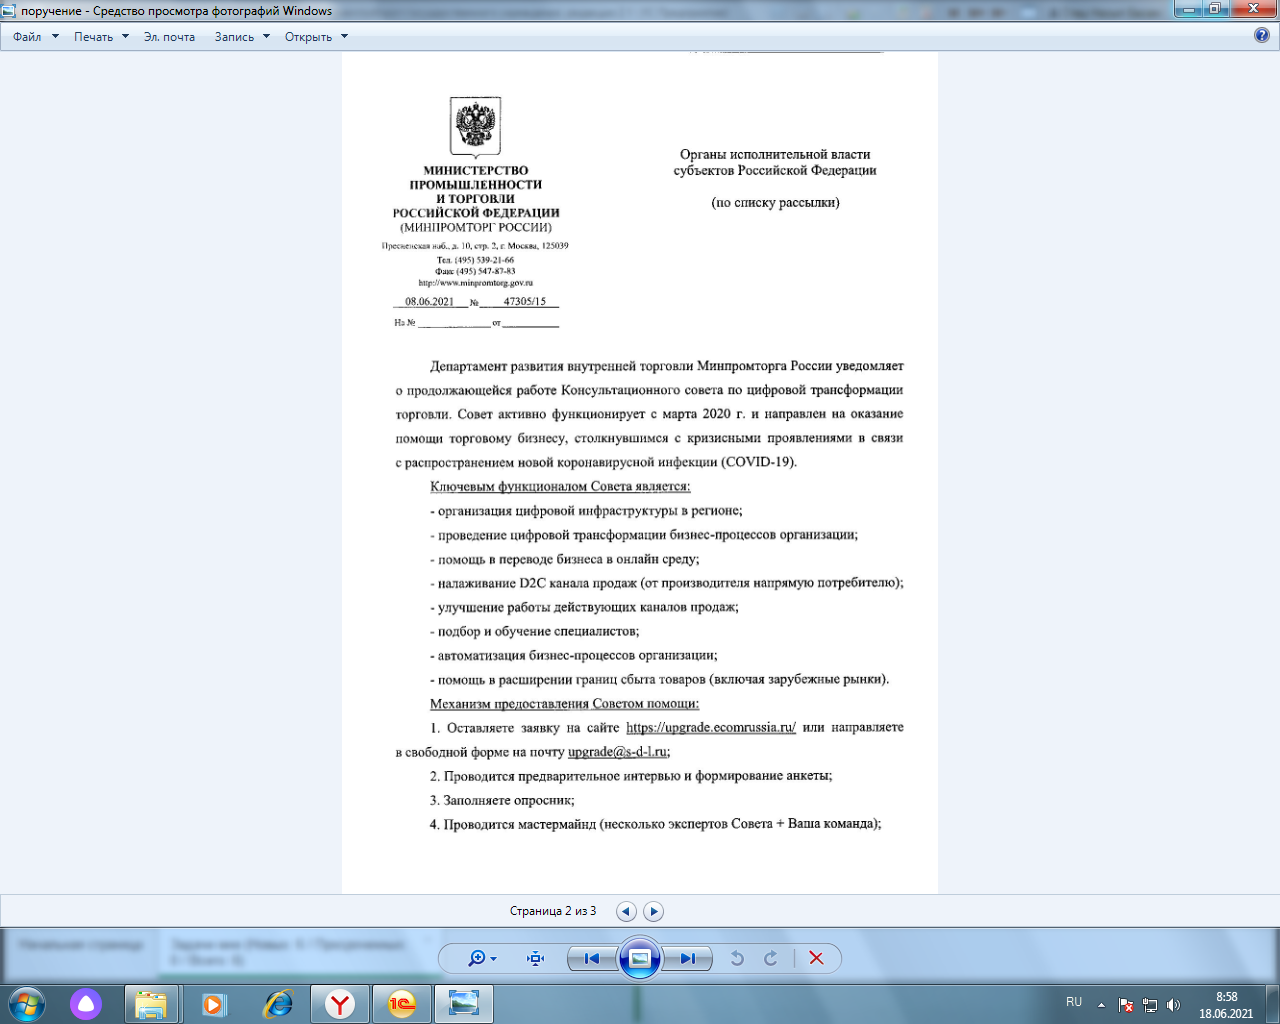 поручение - Средство просмотра фотографий Windows
Файл Печать Эл. почта Запись Открыть
МИНИСТЕРСТВО
ПРОМЫШЛЕННОСТИ
И ТОРГОВЛИ
РОССИЙСКОЙ ФЕДЕРАЦИИ
(МИНПРОМТОРГ РОССИИ)
Пресненская наб., д. 10, стр. 2, г. Москва, 125039
Тел. (495) 539-21-66
Факс (495) 547-87-83
http://www.minpromtorg.gov.ru
08.06.2021 № 47305/15
На № от
Органы исполнительной власти
субъектов Российской Федерации
(по списку рассылки)
Департамент развития внутренней торговли Минпромторга России уведомляет
о продолжающейся работе Консультационного совета по цифровой трансформации
торговли. Совет активно функционирует с марта 2020 г. и направлен на оказание
помощи торговому бизнесу, столкнувшимся с кризисными проявлениями в связи
с распространением новой коронавирусной инфекции (COVID-19).
Ключевым функционалом Совета является:
- организация цифровой инфраструктуры в регионе;
- проведение цифровой трансформации бизнес-процессов организации;
- помощь в переводе бизнеса в онлайн среду;
- налаживание D2C канала продаж (от производителя напрямую потребителю);
- улучшение работы действующих каналов продаж;
- подбор и обучение специалистов;
- автоматизация бизнес-процессов организации;
- помощь в расширении границ сбыта товаров (включая зарубежные рынки).
Механизм предоставления Советом помощи:
1. Оставляете заявку на сайте https://upgrade.ecomrussia.ru/ или направляете
в свободной форме на почту upgrade@s-d-l.ru;
2. Проводится предварительное интервью и формирование анкеты;
3. Заполняете опросник;
4. Проводится мастермайнд (несколько экспертов Совета + Ваша команда);
Страница 2 из 3
Начальная страница
RU
8:58
18.06.2021